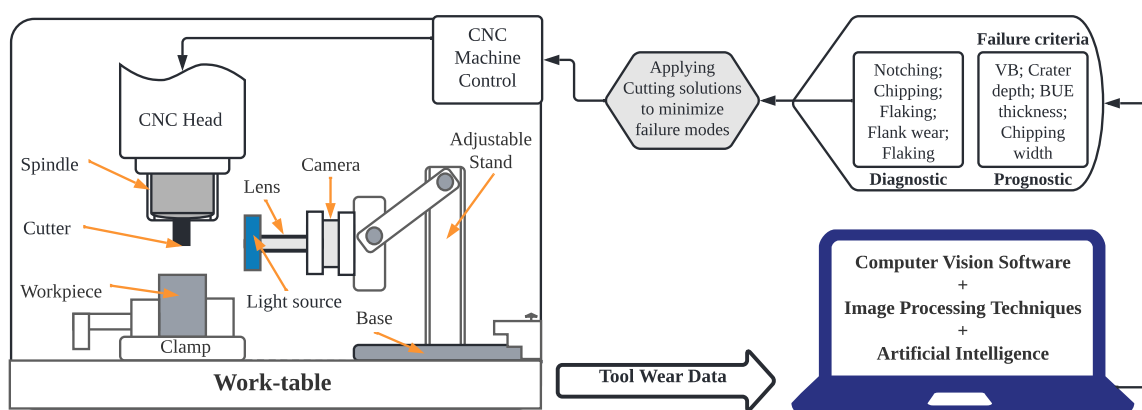 CNC
Machine
Control
CNC Head
Spindle
Cutter
Workpiece
Clamp
Lens
Camera
Light source
Adjustable
Stand
Base
Work-table
Applying
Cutting solutions
to minimize
failure modes
Failure criteria
Notching;
Chipping;
Flaking;
Flank wear;
Flaking
Diagnostic
VB; Crater
depth; BUE
thickness;
Chipping
width
Prognostic
Tool Wear Data
Computer Vision Software
+
Image Processing Techniques
+
Artificial Intelligence